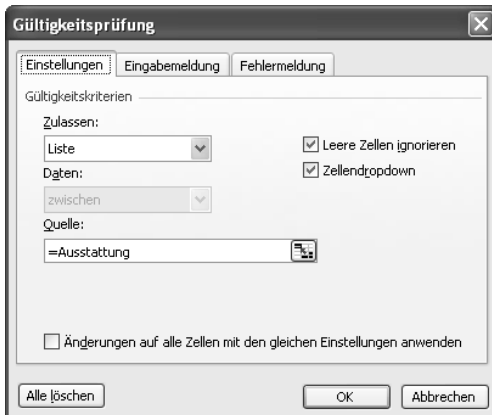 Gültigkeitsprüfung
Einstellungen Eingabemeldung Fehlermeldung
Gültigkeitskriterien
Zulassen:
Liste
Leere Zellen ignorieren
Daten:
Zellendropdown
zwischen
Quelle:
=Ausstattung
Änderungen auf alle Zellen mit den gleichen Einstellungen anwenden
Alle löschen OK Abbrechen